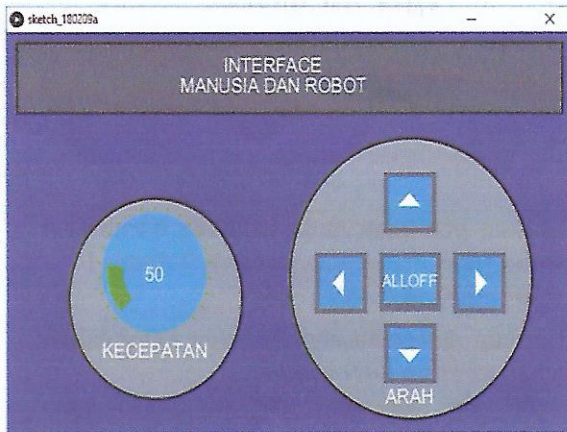 sketch_180209a
INTERFACE
MANUSIA DAN ROBOT
50
KECEPATAN
ALLOFF
ARAH